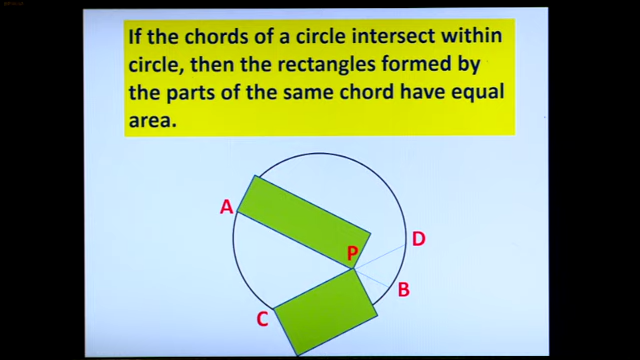 If the chords of a circle intersect within
circle, then the rectangles formed by
the parts of the same chord have equal
area.
A
P
D
B
C